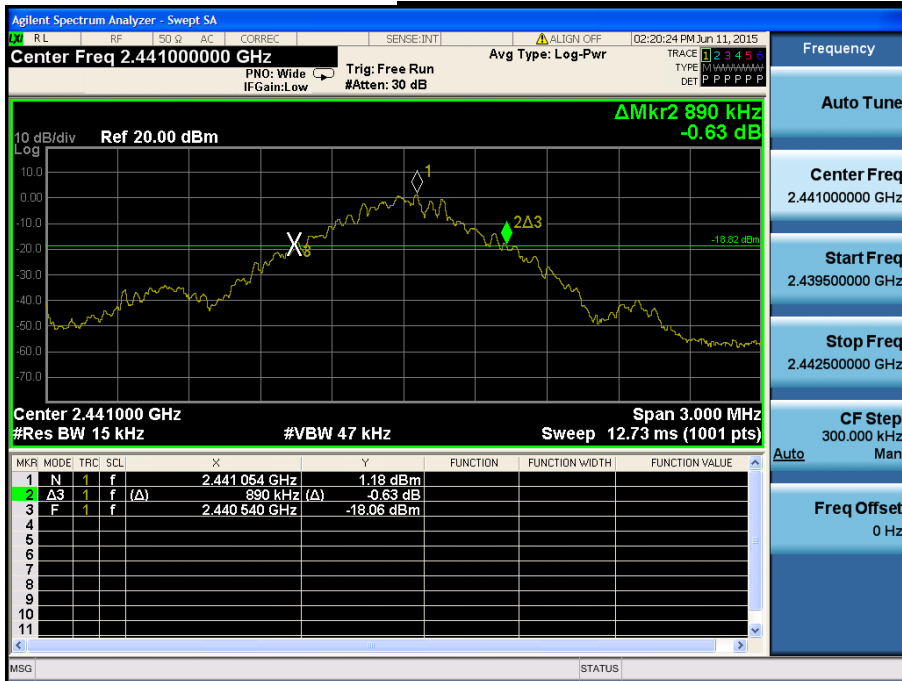 Agilent Spectrum Analyzer - Swept SA
LXI RL RF 50 Ω AC CORREC SENSE:INT ALIGN OFF 02:20:24 PM Jun 11, 2015
Center Freq 2.441000000 GHz
PNO: Wide
IFGain:Low
Trig: Free Run
#Atten: 30 dB
Avg Type: Log-Pwr
TRACE 1 2 3 4 5 6
TYPE MWWWWW
DET P P P P P P
ΔMkr2 890 kHz
-0.63 dB
10 dB/div Ref 20.00 dBm
Log
10.0
0.00
-10.0
-20.0
-30.0
-40.0
-50.0
-60.0
-70.0
1
2Δ3
X
-18.82 dBm
Center 2.441000 GHz Span 3.000 MHz
#Res BW 15 kHz #VBW 47 kHz Sweep 12.73 ms (1001 pts)
MKR MODE TRC SCL X Y FUNCTION FUNCTION WIDTH FUNCTION VALUE
1 N 1 f 2.441 054 GHz 1.18 dBm
2 Δ3 1 f (Δ) 890 kHz (Δ) -0.63 dB
3 F 1 f 2.440 540 GHz -18.06 dBm
4
5
6
7
8
9
10
11
MSG STATUS
Frequency
Auto Tune
Center Freq
2.441000000 GHz
Start Freq
2.439500000 GHz
Stop Freq
2.442500000 GHz
CF Step
300.000 kHz
Auto Man
Freq Offset
0 Hz